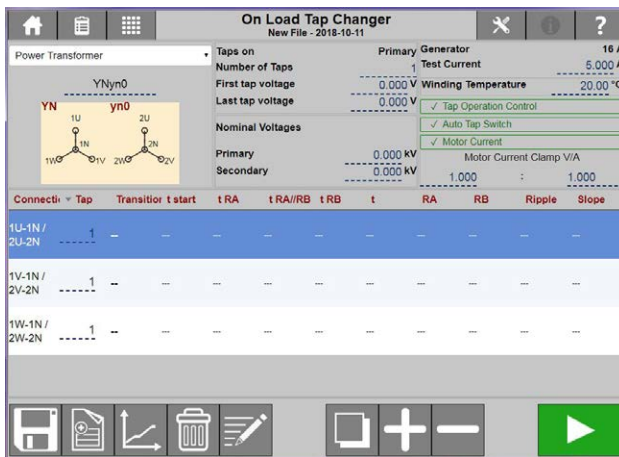 On Load Tap Changer
New File - 2018-10-11
?
Power Transformer
YNyn0
YN yn0
1U 2U
1N 2N
1W 1V 2W 2V
Taps on Primary
Number of Taps 1
First tap voltage 0.000 V
Last tap voltage 0.000 V
Nominal Voltages
Primary 0.000 kV
Secondary 0.000 kV
Generator 16 A
Test Current 5.000 A
Winding Temperature 20.00 °C
✓ Tap Operation Control
✓ Auto Tap Switch
✓ Motor Current
Motor Current Clamp V/A
1.000 : 1.000
Connecti Tap Transition t start t RA t RA//RB t RB t RA RB Ripple Slope
1U-1N / 1 -- --- --- --- --- --- --- --- --- ---
2U-2N
1V-1N / 1 -- --- --- --- --- --- --- --- --- ---
2V-2N
1W-1N / 1 -- --- --- --- --- --- --- --- --- ---
2W-2N